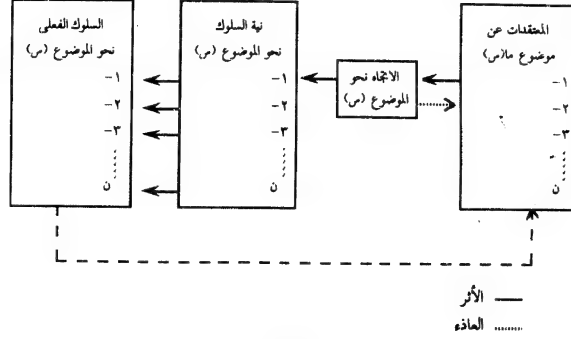 المعتقدات عن
موضوع ما(س)
١-
٢-
٣-
ن
الاتجاه نحو
الموضوع (س)
نية السلوك
نحو الموضوع (س)
١-
٢-
٣-
ن
السلوك الفعلى
نحو الموضوع (س)
١-
٢-
٣-
ن
الأثر